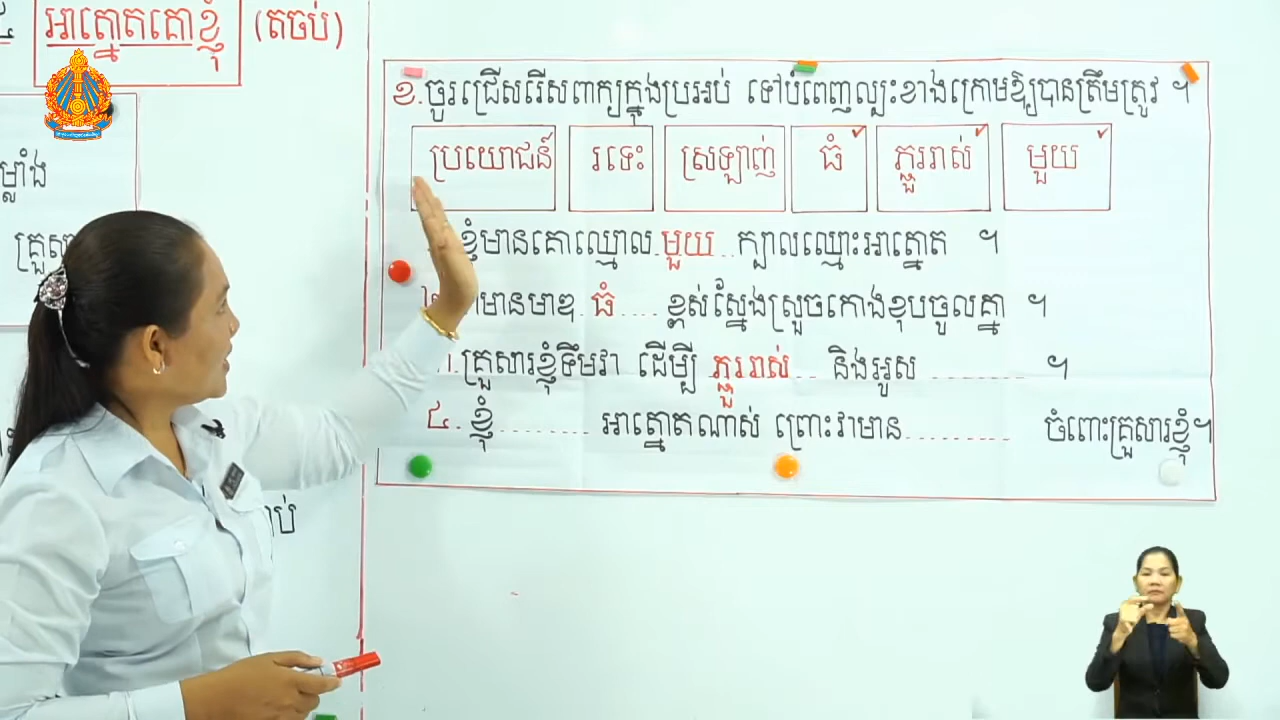 អាត្នោតគោខ្ញុំ (តចប់)
ម្លាំង
គ្រួសា
ខ.ចូរជ្រើសរើសពាក្យក្នុងប្រអប់ ទៅបំពេញល្បះខាងក្រោមឱ្យបានត្រឹមត្រូវ ។
ប្រយោជន៍ រទេះ ស្រឡាញ់ ធំ ភ្ជួររាស់ មួយ
ខ្ញុំមានគោឈ្មោល.មួយ..ក្បាលឈ្មោះអាត្នោត ។
២ មានមាឌ.ធំ.... ខ្ពស់ស្នែងស្រួចកោងខុបចូលគ្នា ។
៣.គ្រួសារខ្ញុំទឹមវា ដើម្បី ភ្ជួររាស់.. និងអូស ......... ។
៤.ខ្ញុំ......... អាត្នោតណាស់ ព្រោះវាមាន.......... ចំពោះគ្រួសារខ្ញុំ។
ប់